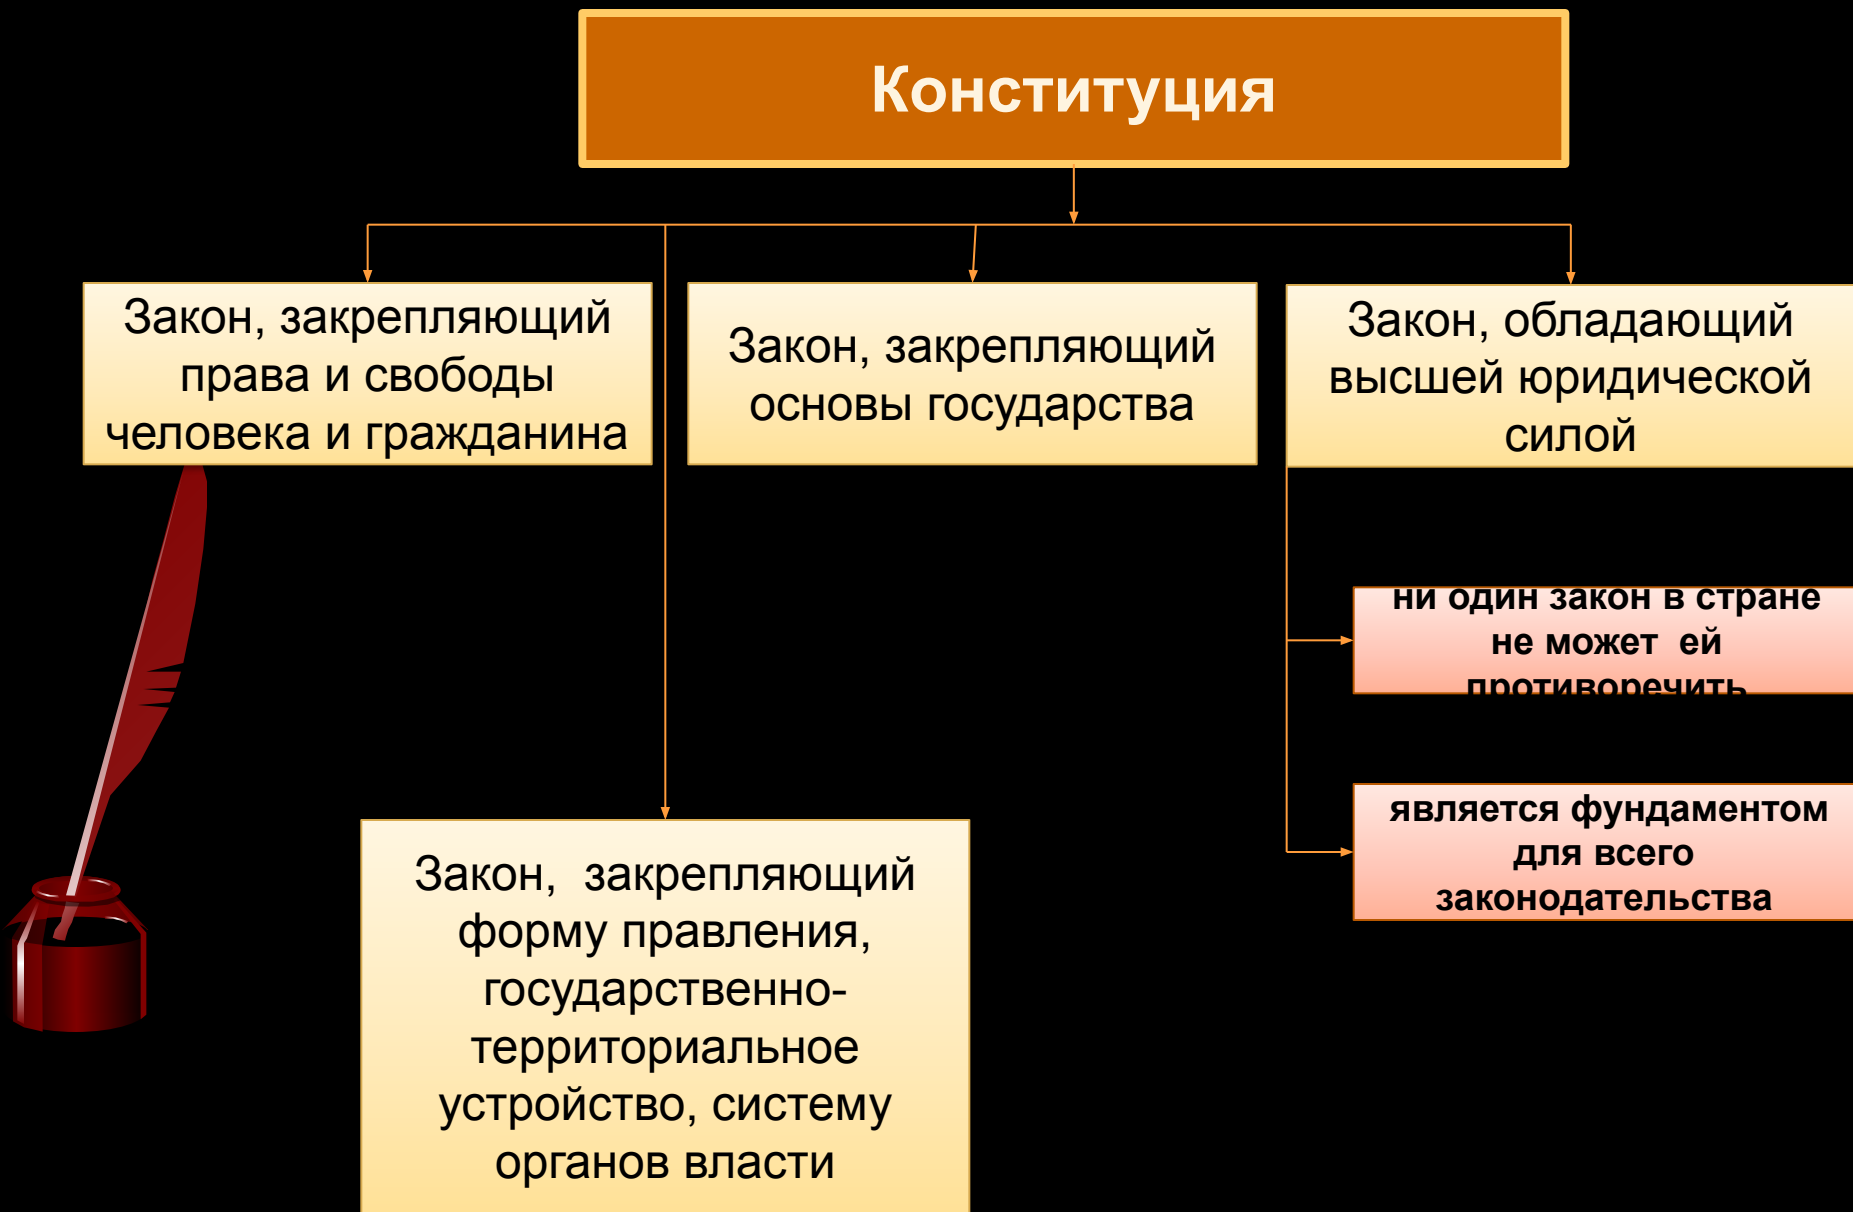 Конституция
Закон, закрепляющий
права и свободы
человека и гражданина
Закон, закрепляющий
основы государства
Закон, обладающий
высшей юридической
силой
ни один закон в стране
не может  ей
противоречить
является фундаментом
для всего
законодательства
Закон,  закрепляющий
форму правления,
государственно-
территориальное
устройство, систему
органов власти